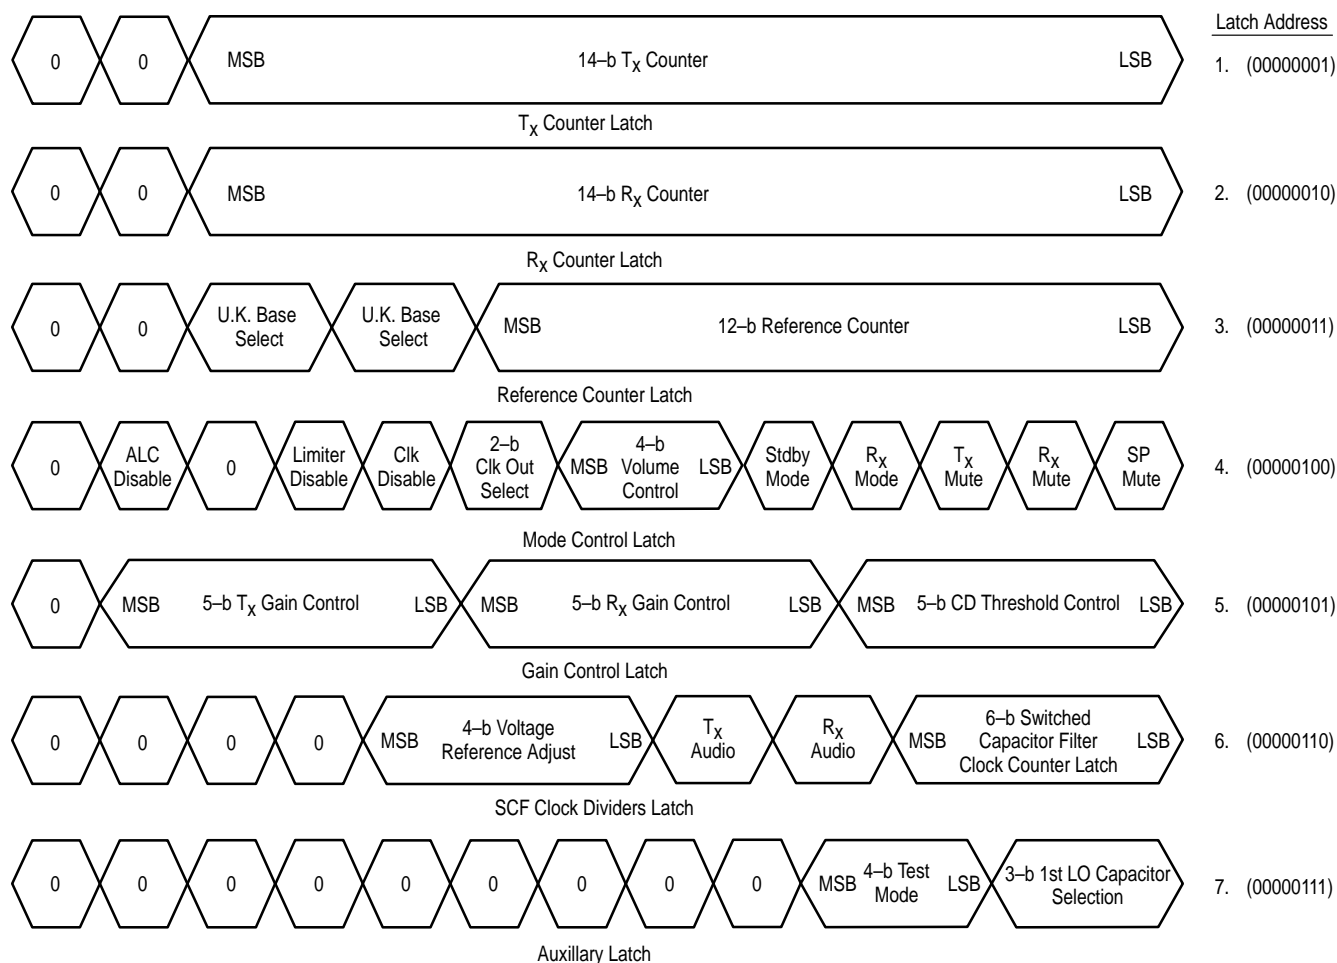 Latch Address
0 0 MSB 14–b Tx Counter LSB 1. (00000001)
Tx Counter Latch
0 0 MSB 14–b Rx Counter LSB 2. (00000010)
Rx Counter Latch
0 0 U.K. Base Select U.K. Base Select MSB 12–b Reference Counter LSB 3. (00000011)
Reference Counter Latch
0 ALC Disable 0 Limiter Disable Clk Disable 2–b Clk Out Select MSB 4–b Volume Control LSB Stdby Mode Rx Mode Tx Mute Rx Mute SP Mute 4. (00000100)
Mode Control Latch
0 MSB 5–b Tx Gain Control LSB MSB 5–b Rx Gain Control LSB MSB 5–b CD Threshold Control LSB 5. (00000101)
Gain Control Latch
0 0 0 0 MSB 4–b Voltage Reference Adjust LSB Tx Audio Rx Audio MSB 6–b Switched Capacitor Filter Clock Counter Latch LSB 6. (00000110)
SCF Clock Dividers Latch
0 0 0 0 0 0 0 0 0 MSB 4–b Test Mode LSB 3–b 1st LO Capacitor Selection 7. (00000111)
Auxillary Latch